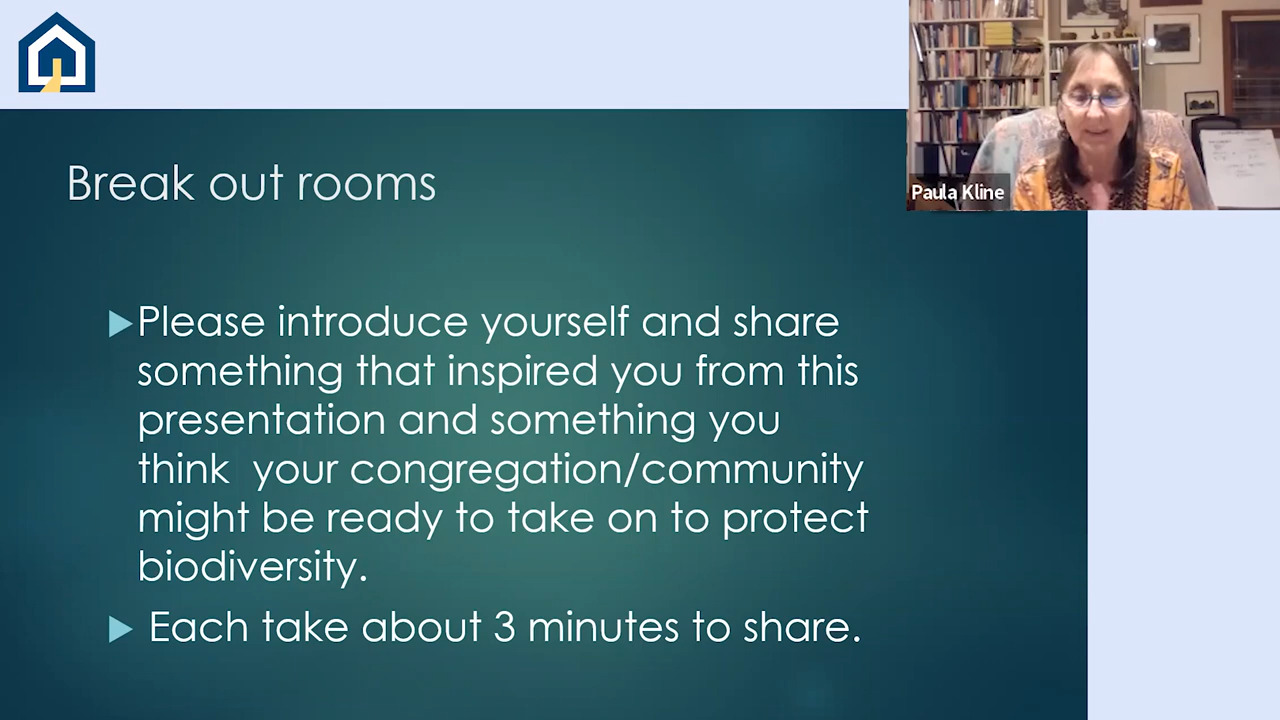 Break out rooms
Paula Kline
Please introduce yourself and share
something that inspired you from this
presentation and something you
think  your congregation/community
might be ready to take on to protect
biodiversity.
Each take about 3 minutes to share.